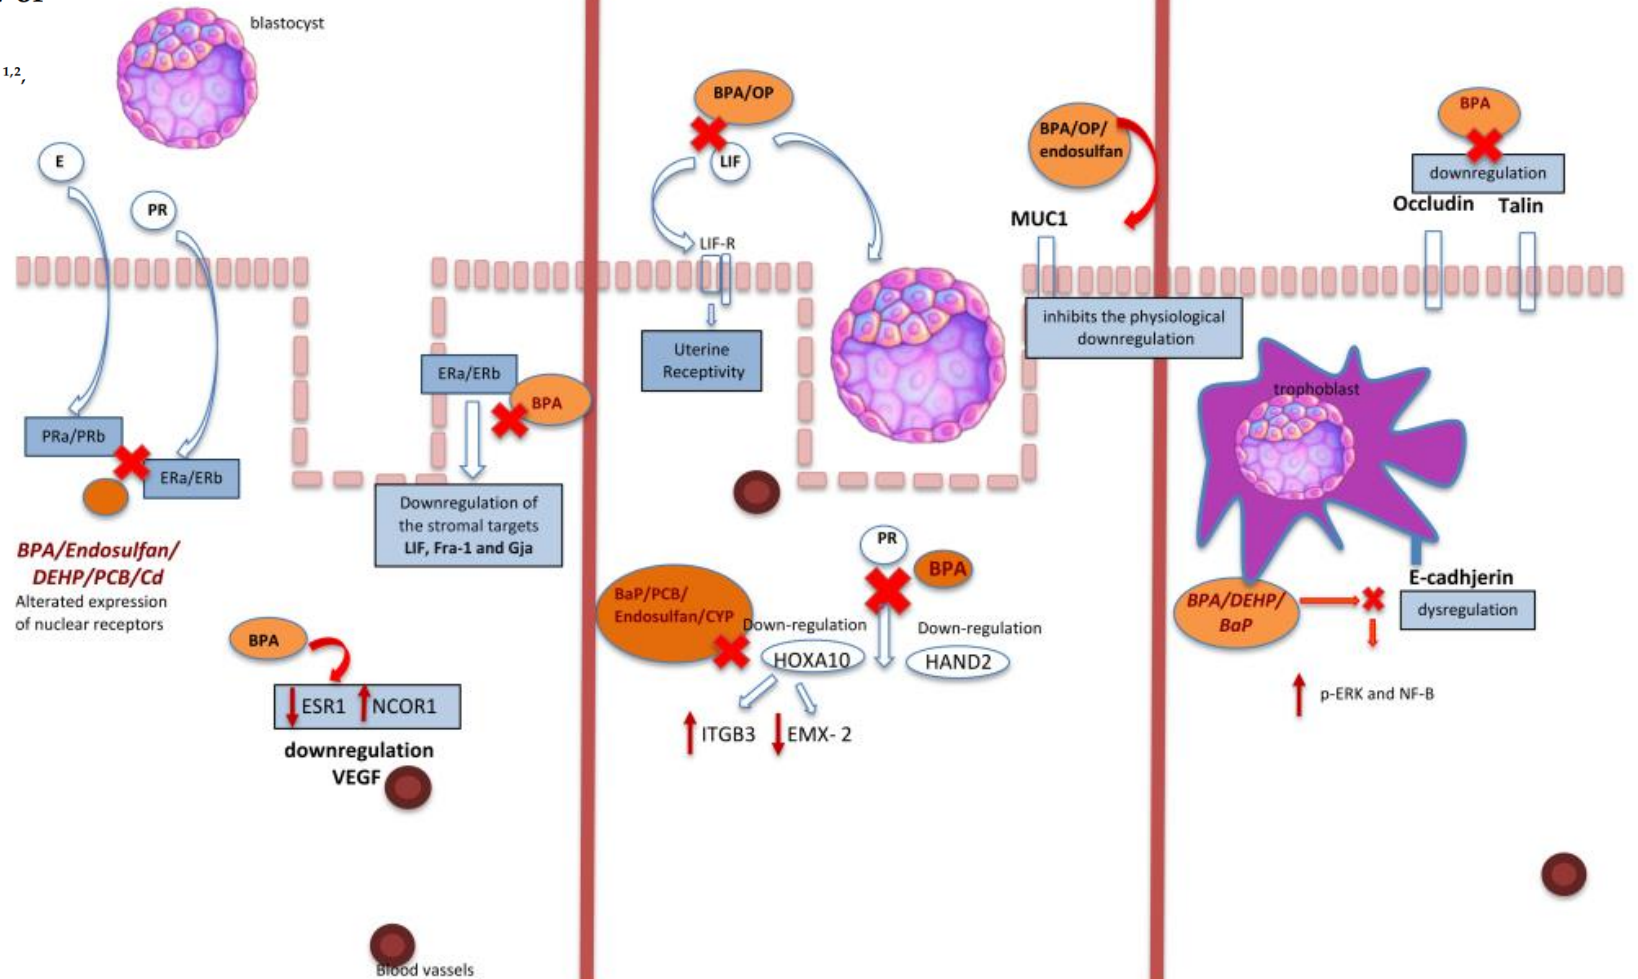 1,2,
blastocyst
E
PR
PRa/PRb
ERa/ERb
BPA/Endosulfan/
DEHP/PCB/Cd
Alterated expression
of nuclear receptors
ERa/ERb
BPA
Downregulation of
the stromal targets
LIF, Fra-1 and Gja
BPA
ESR1
NCOR1
downregulation
VEGF
Blood vassels
BPA/OP
LIF
LIF-R
Uterine
Receptivity
BPA/OP/
endosulfan
MUC1
inhibits the physiological
downregulation
PR
BPA
BaP/PCB/
Endosulfan/CYP
Down-regulation
HOXA10
Down-regulation
HAND2
ITGB3
EMX- 2
BPA
downregulation
Occludin
Talin
trophoblast
BPA/DEHP/
BaP
E-cadhjerin
dysregulation
p-ERK and NF-B